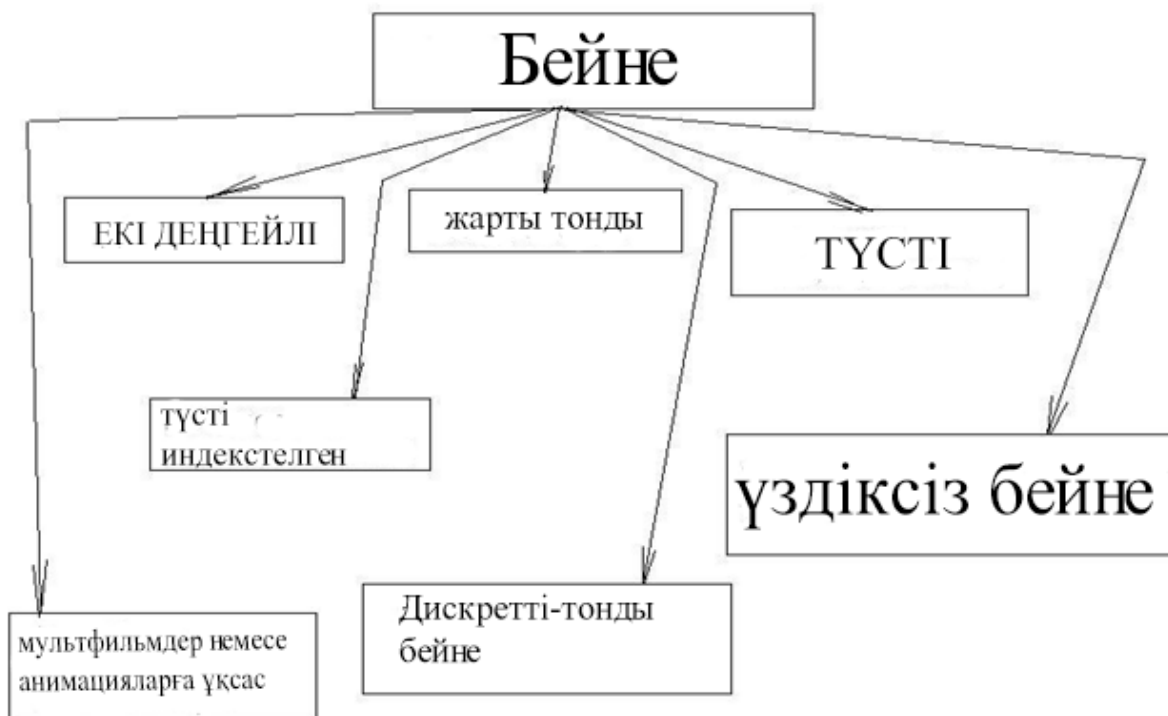 Бейне
ЕКІ ДЕҢГЕЙЛІ
жарты тонды
ТҮСТІ
түсті
индекстелген
үздіксіз бейне
Дискретті-тонды
бейне
мультфильмдер немесе
анимацияларға ұқсас